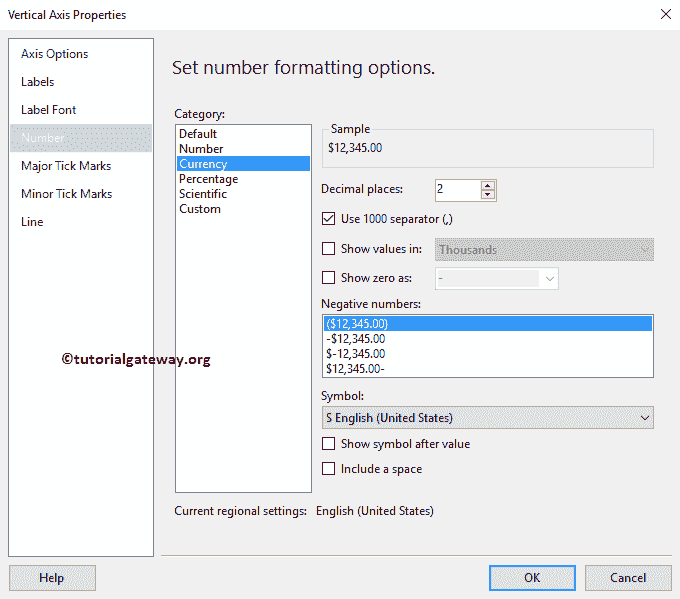 Vertical Axis Properties
Axis Options
Labels
Label Font
Number
Major Tick Marks
Minor Tick Marks
Line
Set number formatting options.
Category:
Default
Number
Currency
Percentage
Scientific
Custom
Sample
$12,345.00
Decimal places: 2
Use 1000 separator (,)
Show values in: Thousands
Show zero as: -
Negative numbers:
($12,345.00)
-$12,345.00
$-12,345.00
$12,345.00-
Symbol:
$ English (United States)
Show symbol after value
Include a space
©tutorialgateway.org
Current regional settings: English (United States)
Help
OK
Cancel